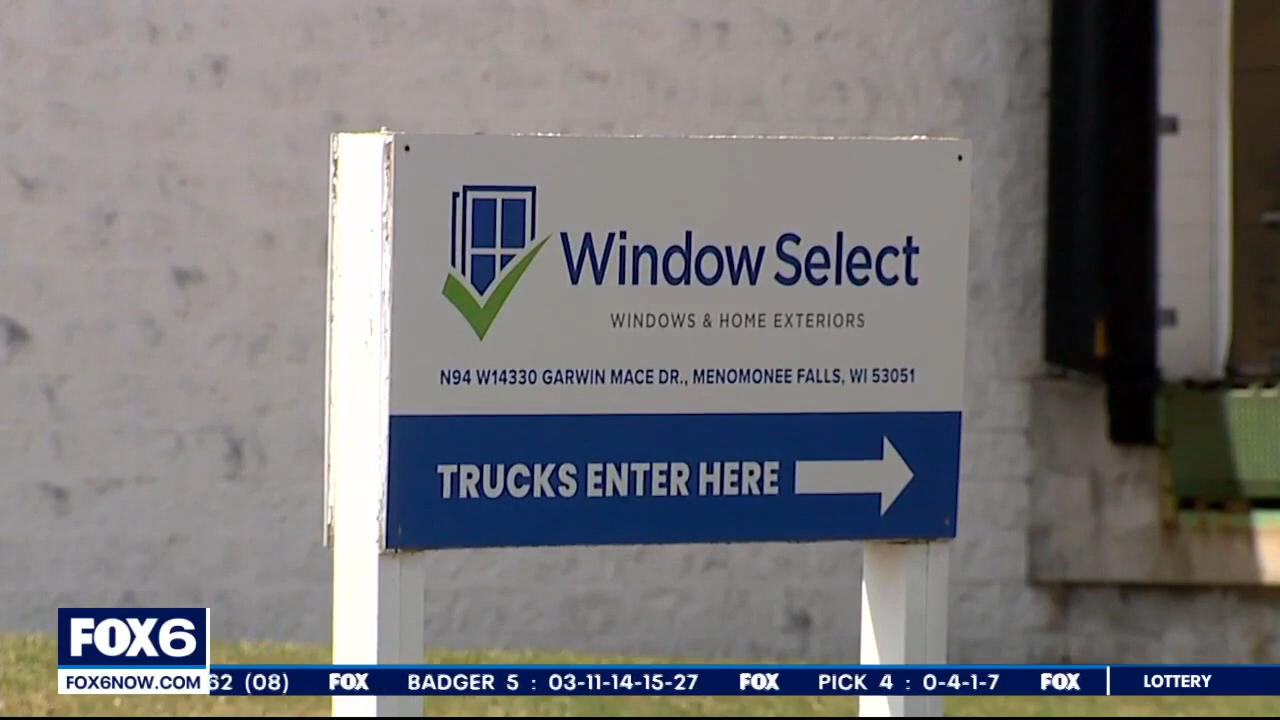 Window Select
WINDOWS & HOME EXTERIORS
N94 W14330 GARWIN MACE DR., MENOMONEE FALLS, WI 53051
TRUCKS ENTER HERE
FOX6
FOX6NOW.COM 62 (08) FOX BADGER 5 : 03-11-14-15-27 FOX PICK 4 : 0-4-1-7 FOX LOTTERY